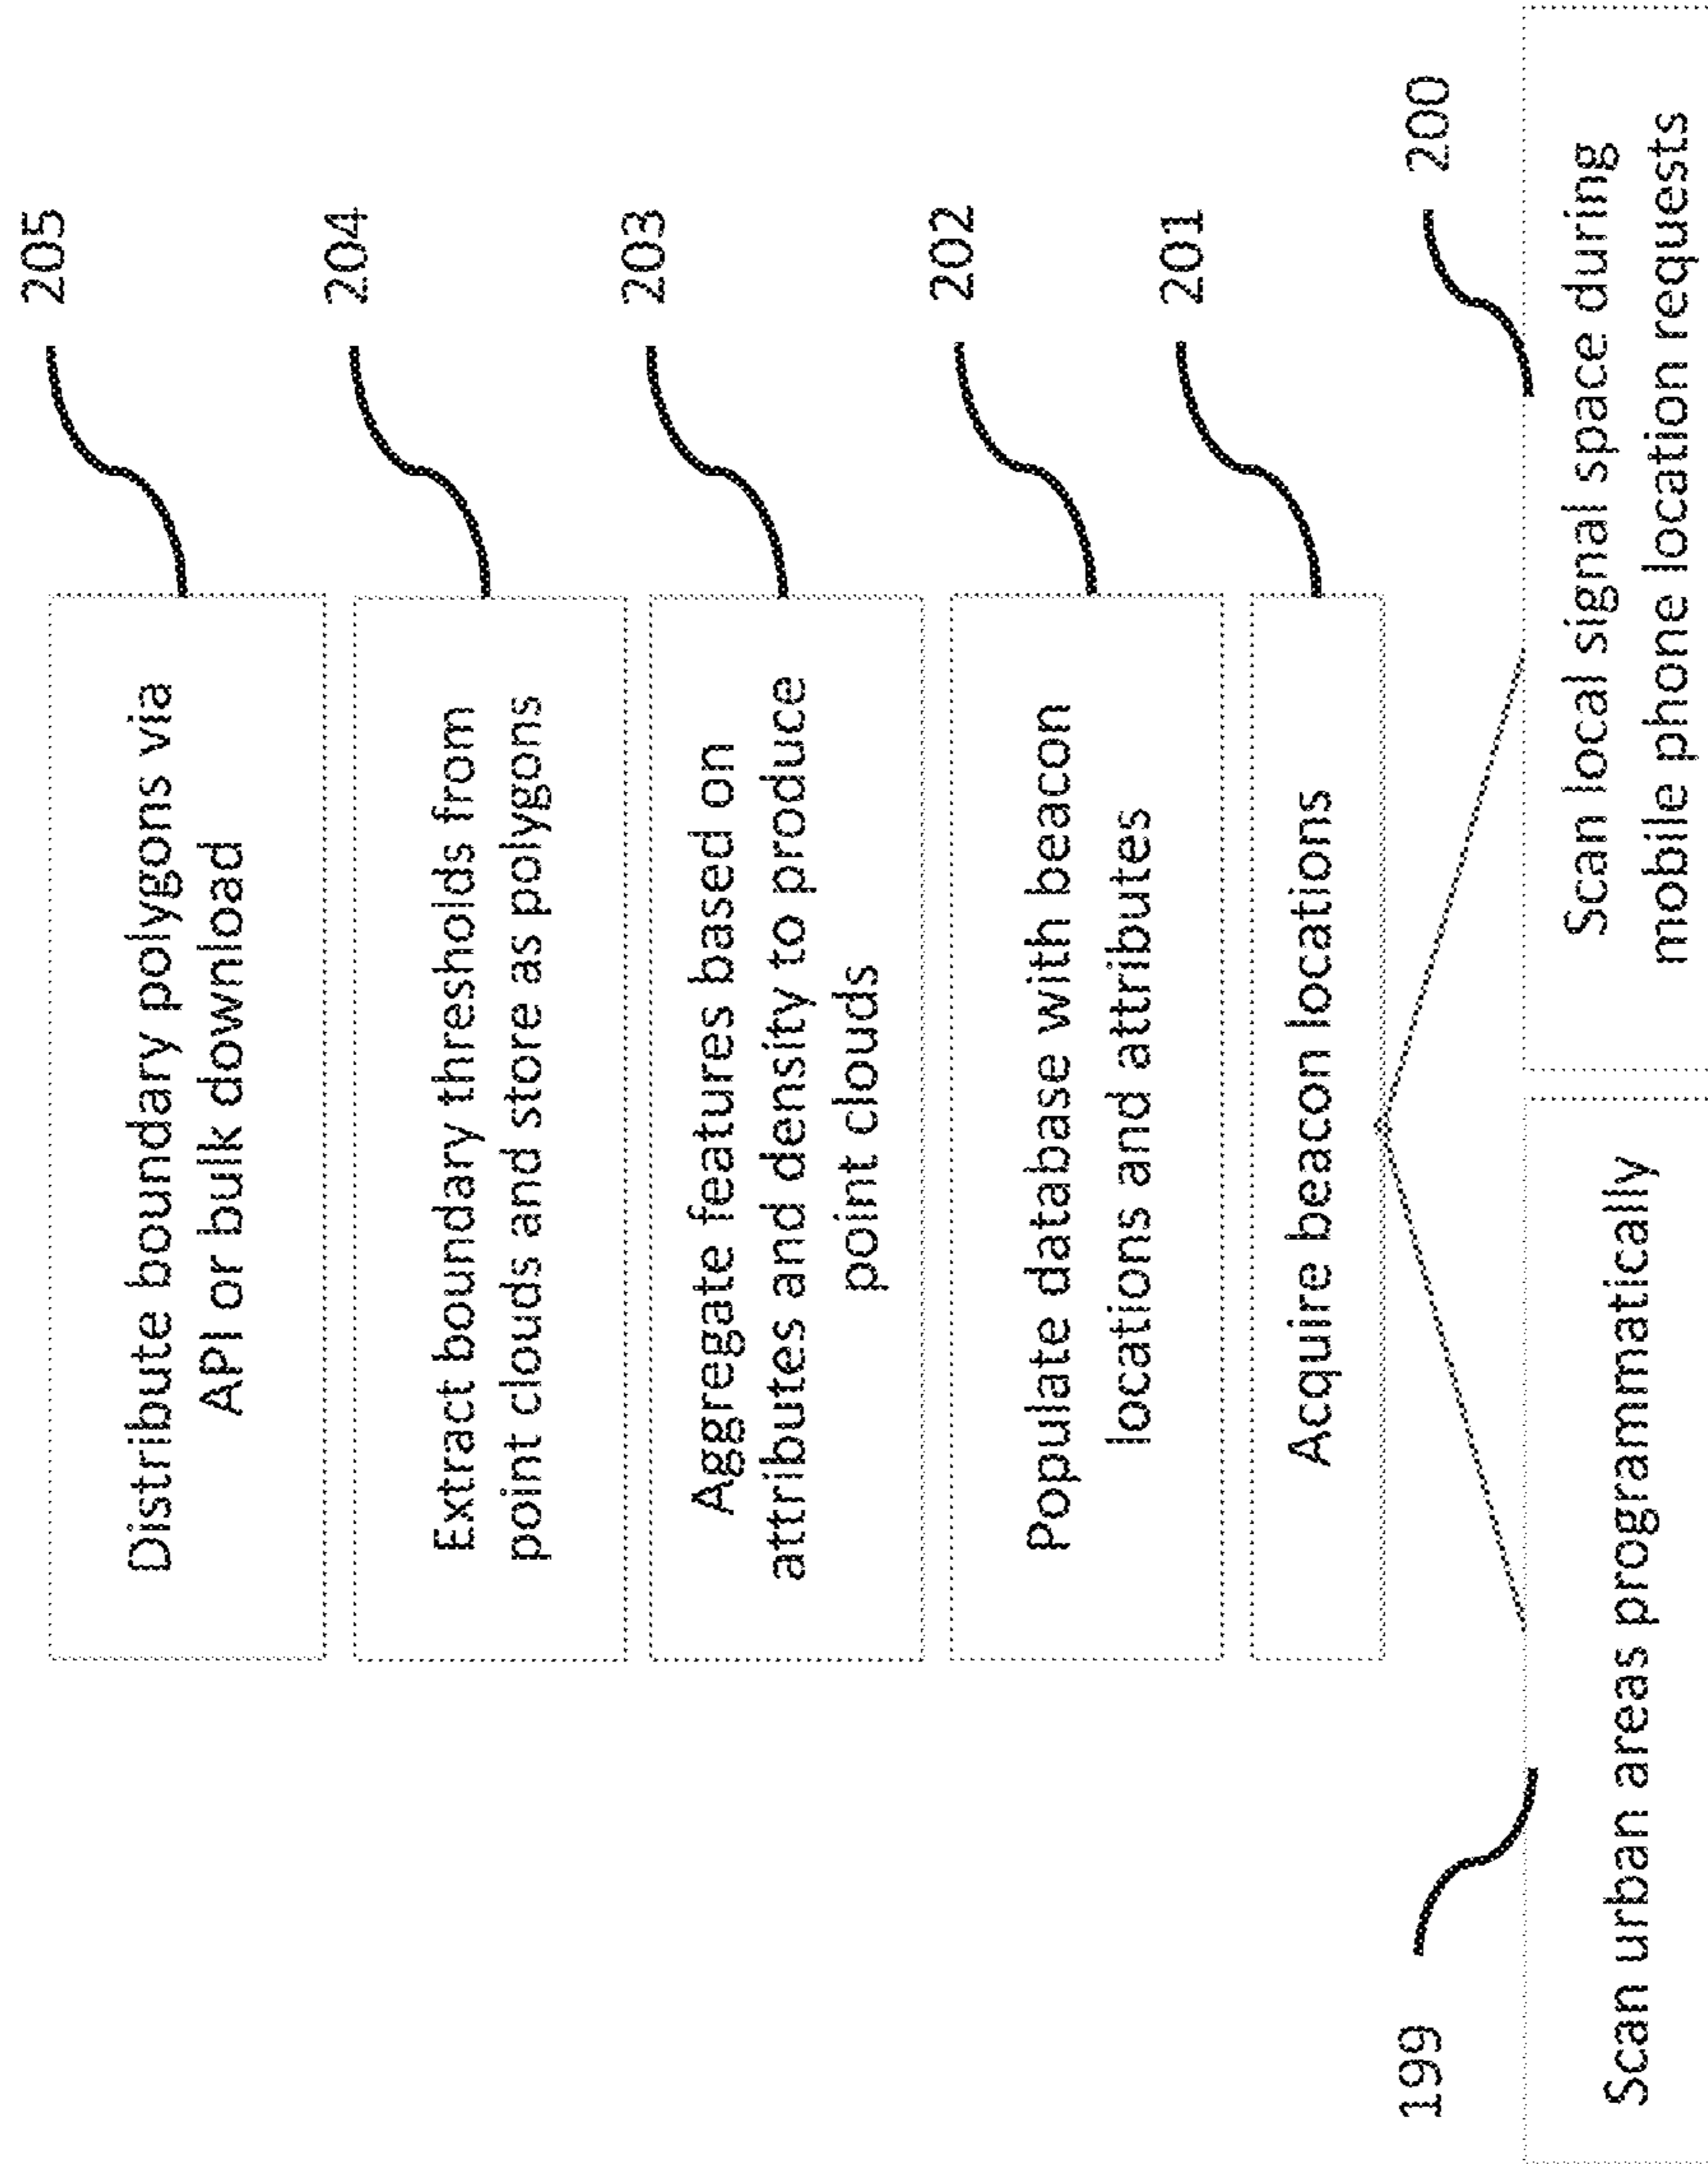 205
Distribute boundary polygons via
API or bulk download
204
Extract boundary thresholds from
point clouds and store as polygons
203
Aggregate features based on
attributes and density to produce
point clouds
202
Populate database with beacon
locations and attributes
201
Acquire beacon locations
199
Scan urban areas programmatically
200
Scan local signal space during
mobile phone location requests